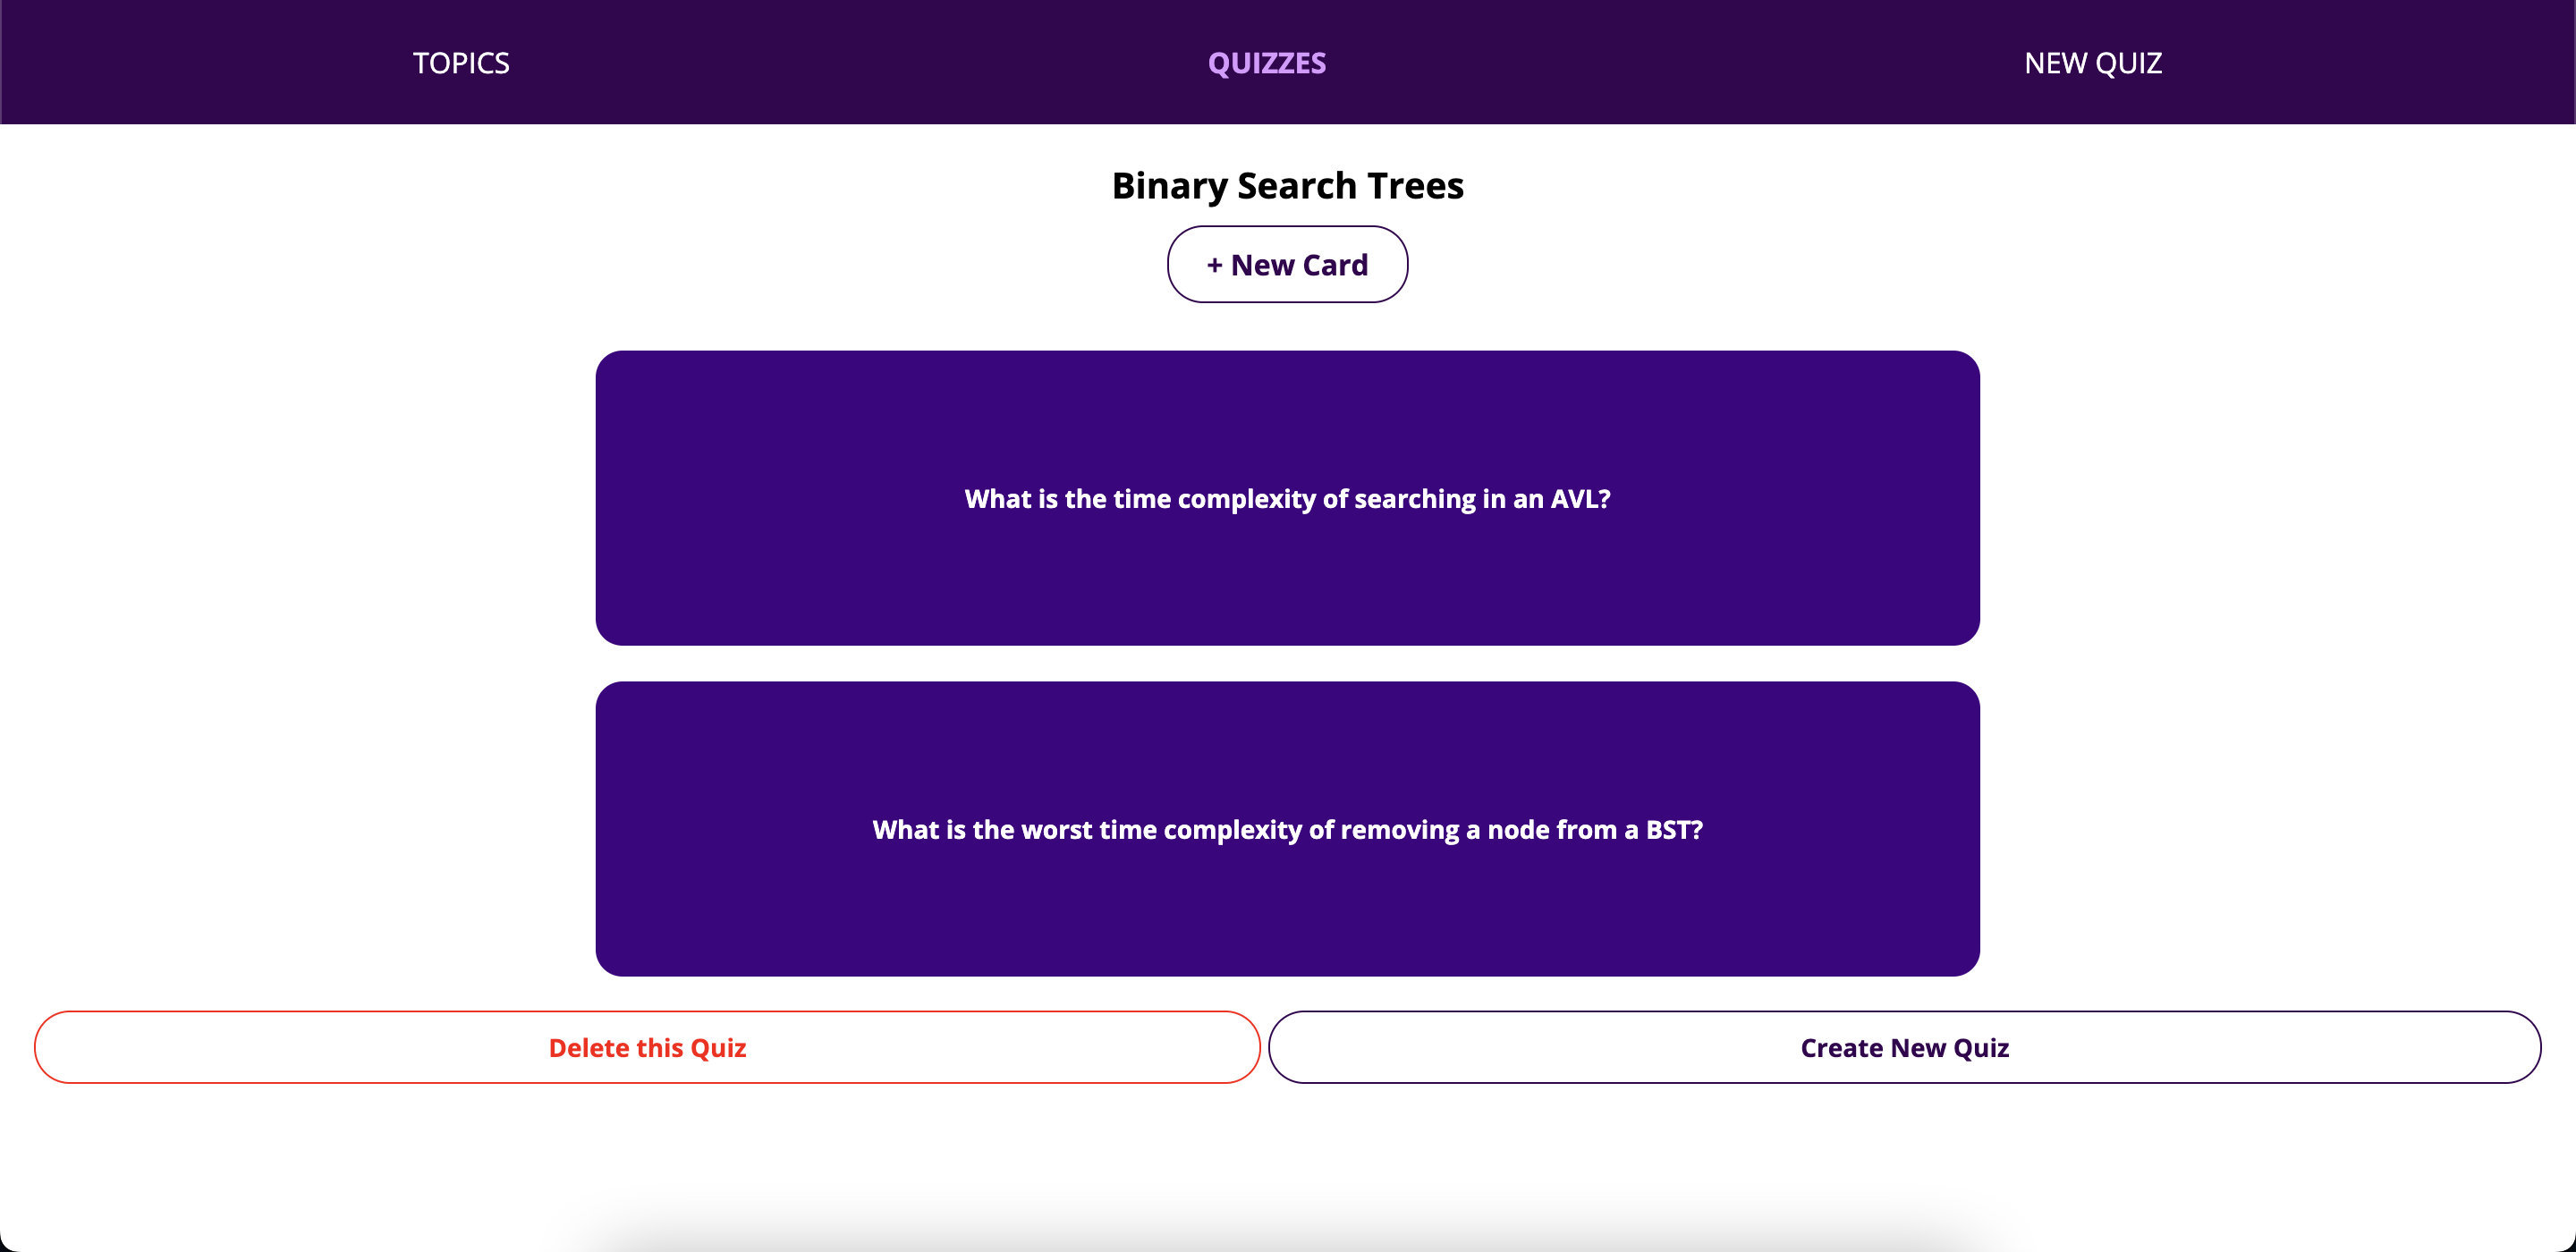 TOPICS
QUIZZES
NEW QUIZ
Binary Search Trees
+ New Card
What is the time complexity of searching in an AVL?
What is the worst time complexity of removing a node from a BST?
Delete this Quiz
Create New Quiz